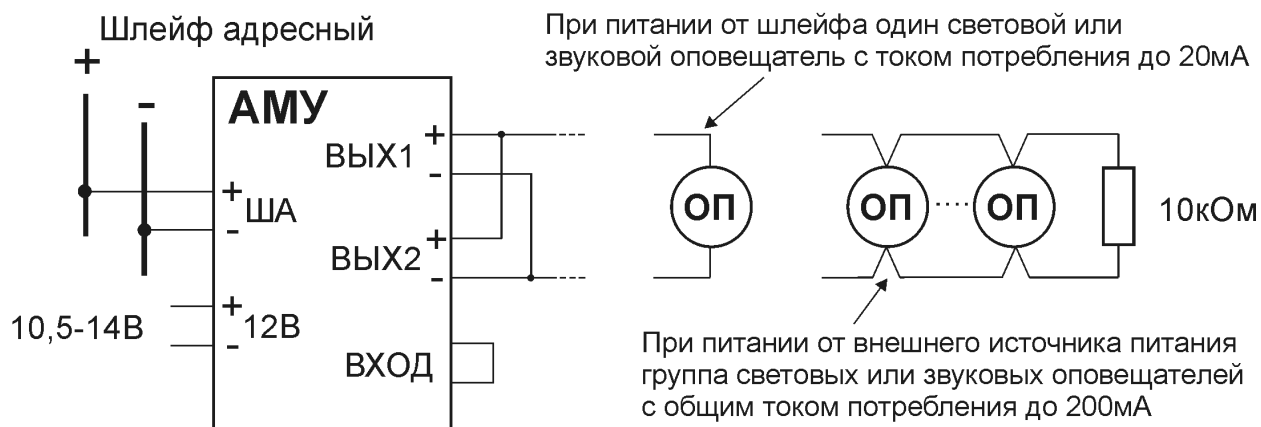 Шлейф адресный
+
-
При питании от шлейфа один световой или
звуковой оповещатель с током потребления до 20мА
АМУ
+
ВЫХ1
-
+
ША
-
+
ВЫХ2
-
+
12В
-
10,5-14В
ВХОД
ОП
ОП
ОП
10кОм
При питании от внешнего источника питания
группа световых или звуковых оповещателей
с общим током потребления до 200мА